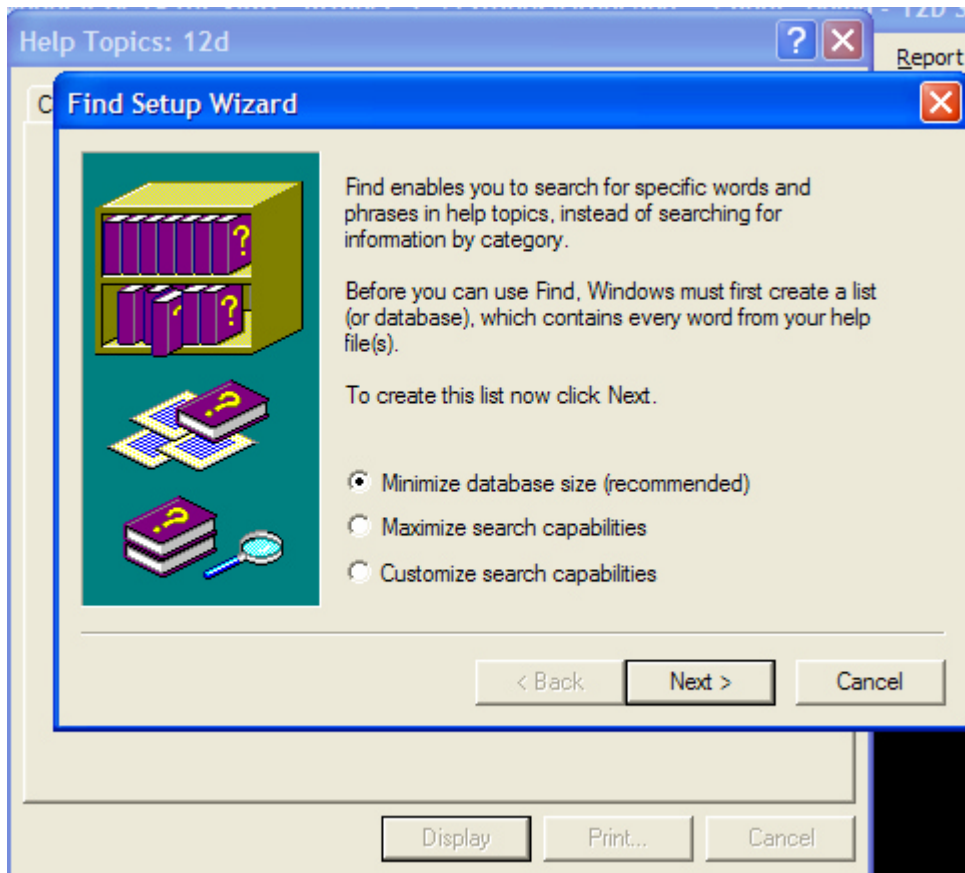 - 12D S
Help Topics: 12d
?
Report
C
Find Setup Wizard
Find enables you to search for specific words and
phrases in help topics, instead of searching for
information by category.
Before you can use Find, Windows must first create a list
(or database), which contains every word from your help
file(s).
To create this list now click Next.
Minimize database size (recommended)
Maximize search capabilities
Customize search capabilities
< Back
Next >
Cancel
Display
Print...
Cancel